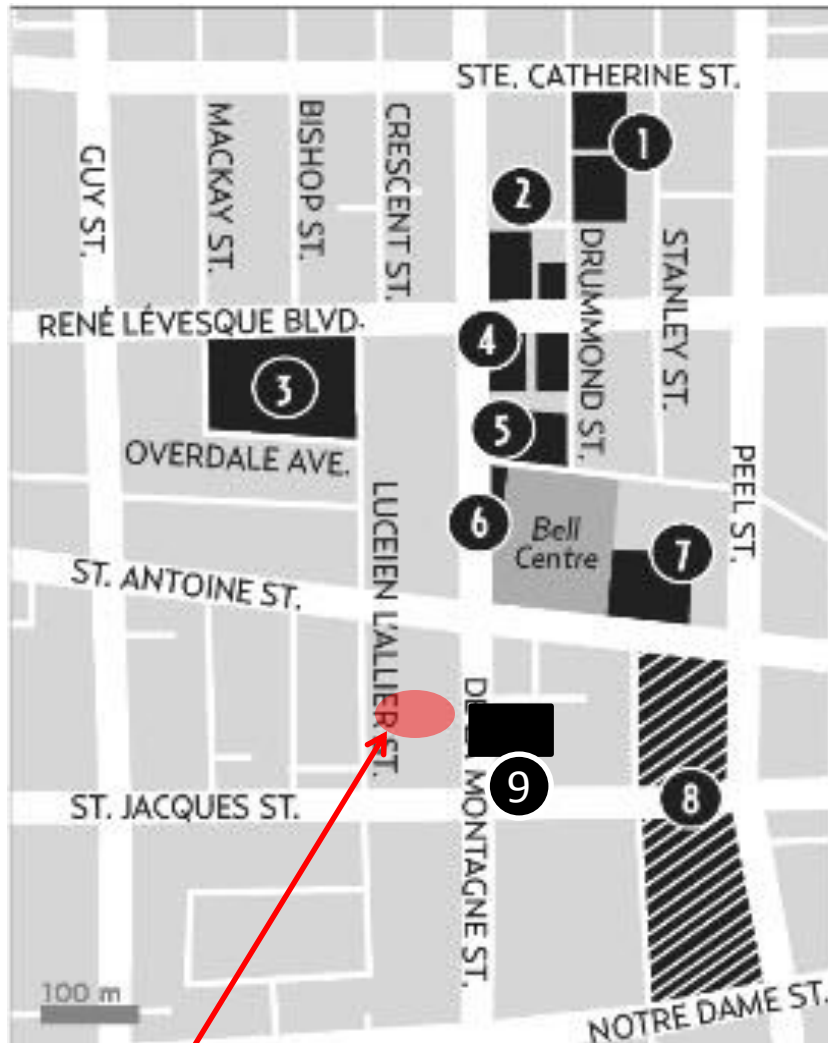 STE. CATHERINE ST.
MACKAY ST.
BISHOP ST.
CRESCENT ST.
1
GUY ST.
2
DRUMMOND ST.
STANLEY ST.
RENÉ LÉVESQUE BLVD.
4
3
5
OVERDALE AVE.
PEEL ST.
LUCEIEN L'ALLIER ST.
6
Bell
Centre
7
ST. ANTOINE ST.
DE LA MONTAGNE ST.
9
8
ST. JACQUES ST.
100 m
NOTRE DAME ST.